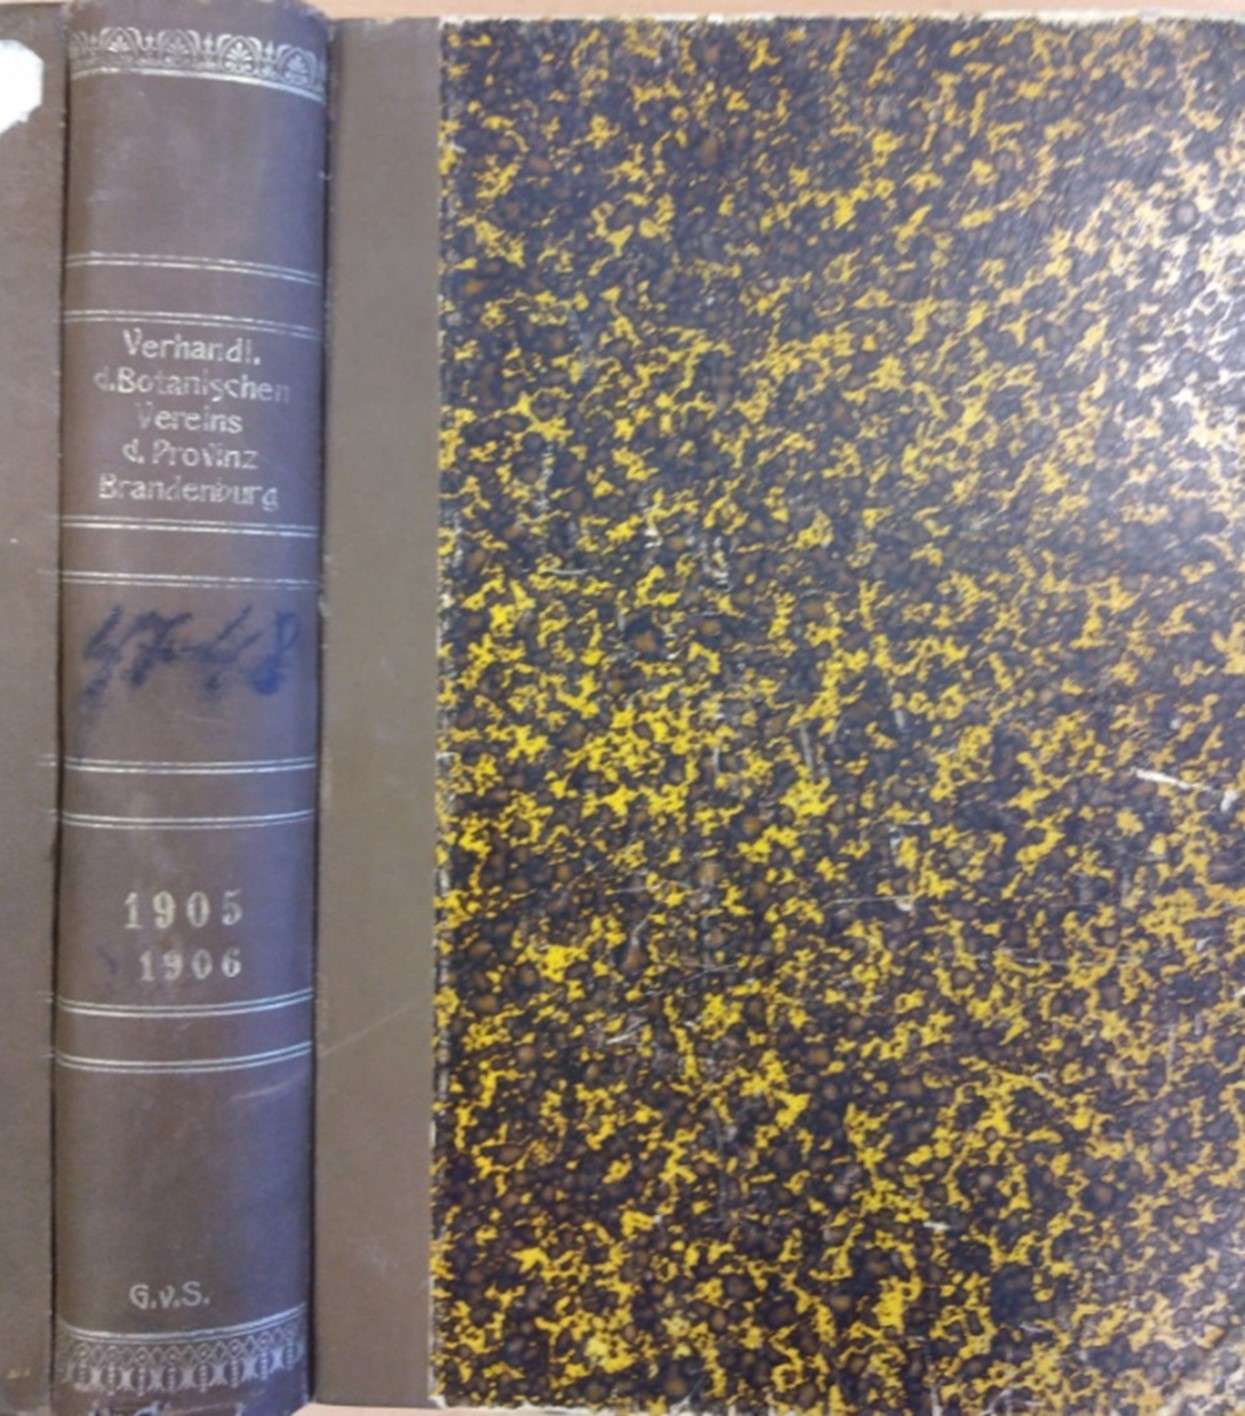 Verhandl.
d.Botanischen
Vereins
d. Provinz
Brandenburg
47-48
1905
1906
G.v.S.